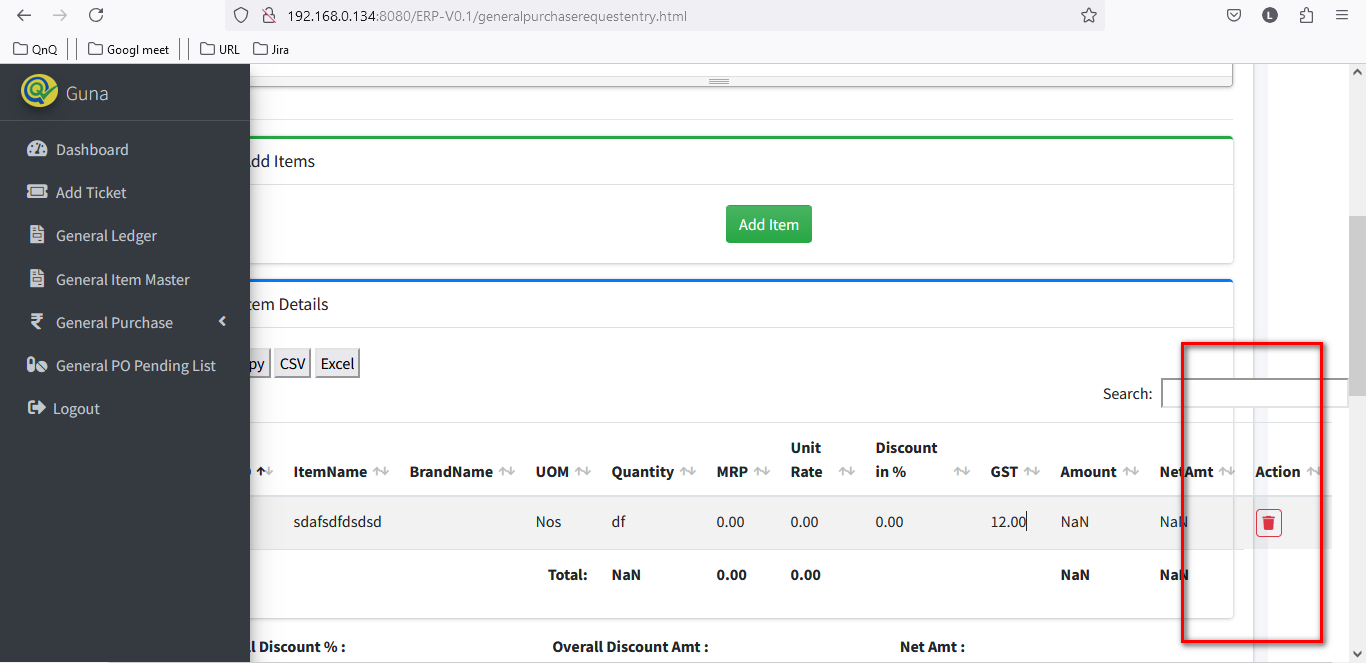 192.168.0.134:8080/ERP-V0.1/generalpurchaserequestentry.html
L
QnQ
Googl meet
URL
Jira
Guna
Dashboard
Add Ticket
General Ledger
General Item Master
General Purchase
General PO Pending List
Logout
dd Items
Add Item
tem Details
py CSV Excel
Search:
ItemName BrandName UOM Quantity MRP Unit Rate Discount in % GST Amount NetAmt Action
sdafsdfdsdsd Nos df 0.00 0.00 0.00 12.00 NaN NaN
Total: NaN 0.00 0.00 NaN NaN
l Discount % : Overall Discount Amt : Net Amt :